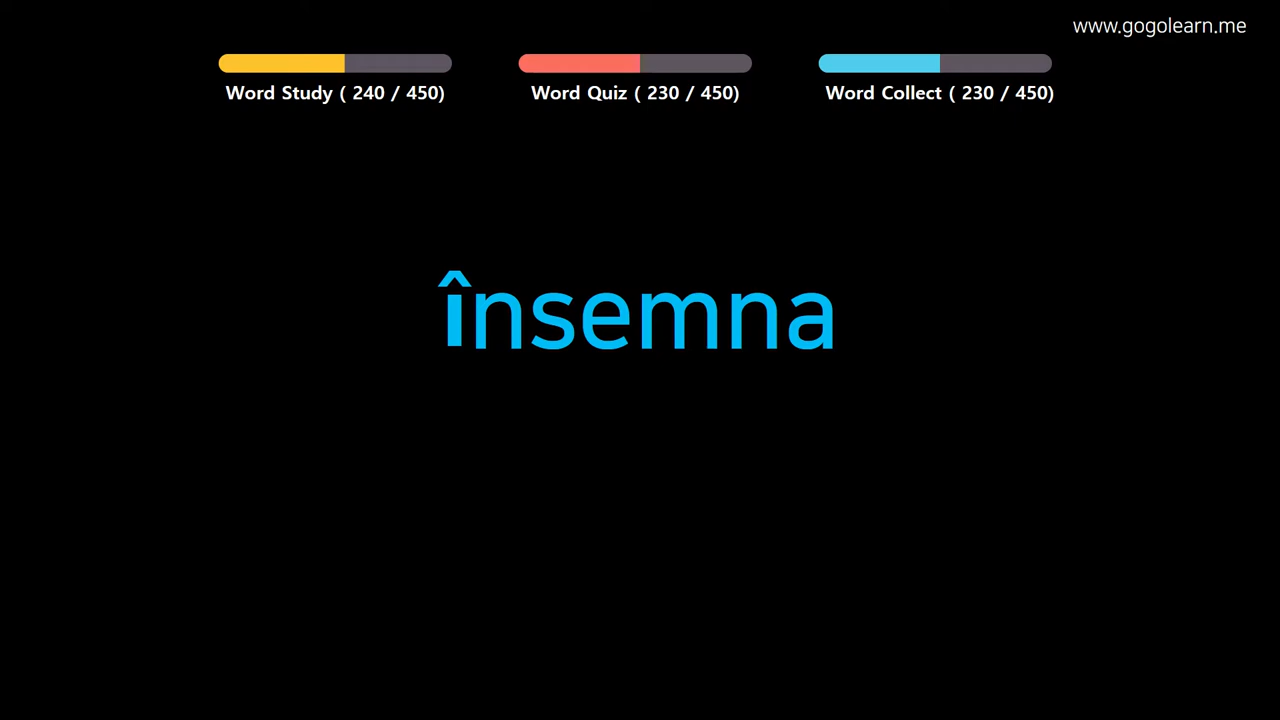 www.gogolearn.me
Word Study ( 240 / 450)
Word Quiz ( 230 / 450)
Word Collect ( 230 / 450)
însemna